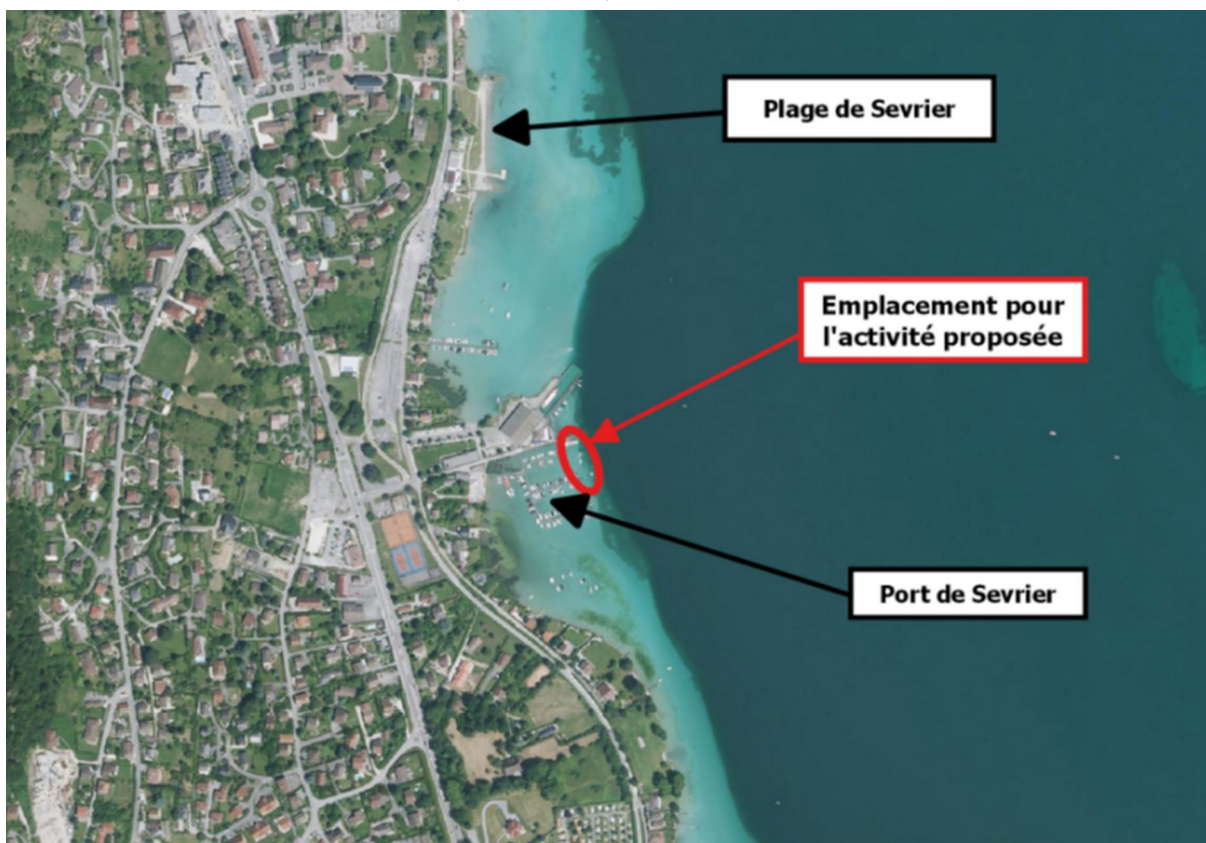 Plage de Sevrier
Emplacement pour
l'activité proposée
Port de Sevrier